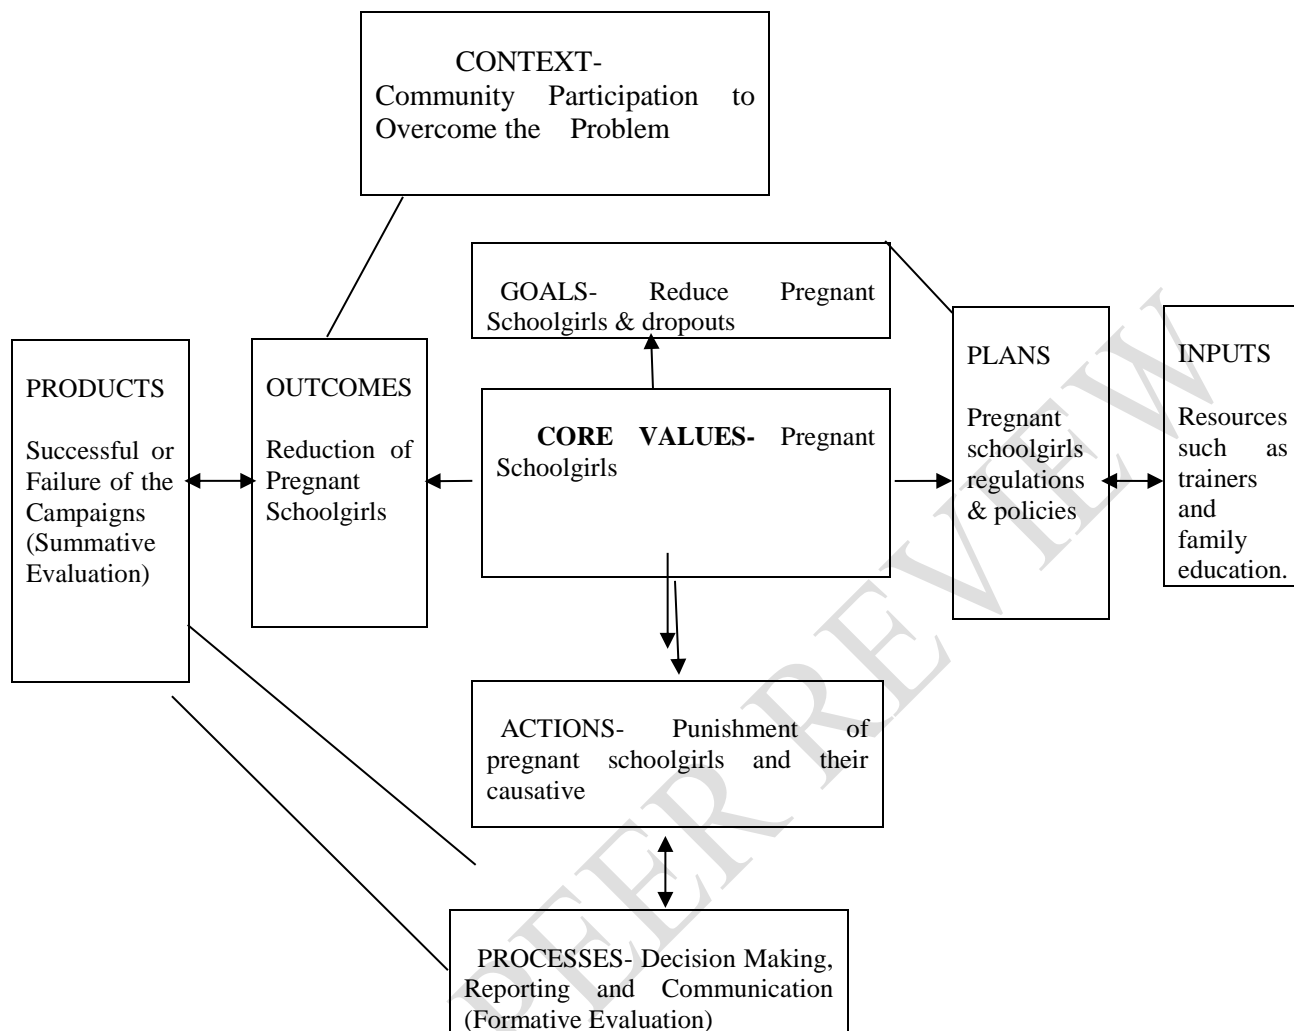 CONTEXT-
Community Participation to
Overcome the Problem
GOALS- Reduce Pregnant
Schoolgirls & dropouts
PRODUCTS
Successful or
Failure of the
Campaigns
(Summative
Evaluation)
OUTCOMES
Reduction of
Pregnant
Schoolgirls
CORE VALUES- Pregnant
Schoolgirls
PLANS
Pregnant
schoolgirls
regulations
& policies
INPUTS
Resources
such as
trainers
and
family
education.
ACTIONS- Punishment of
pregnant schoolgirls and their
causative
PROCESSES- Decision Making,
Reporting and Communication
(Formative Evaluation)
PEER REVIEW